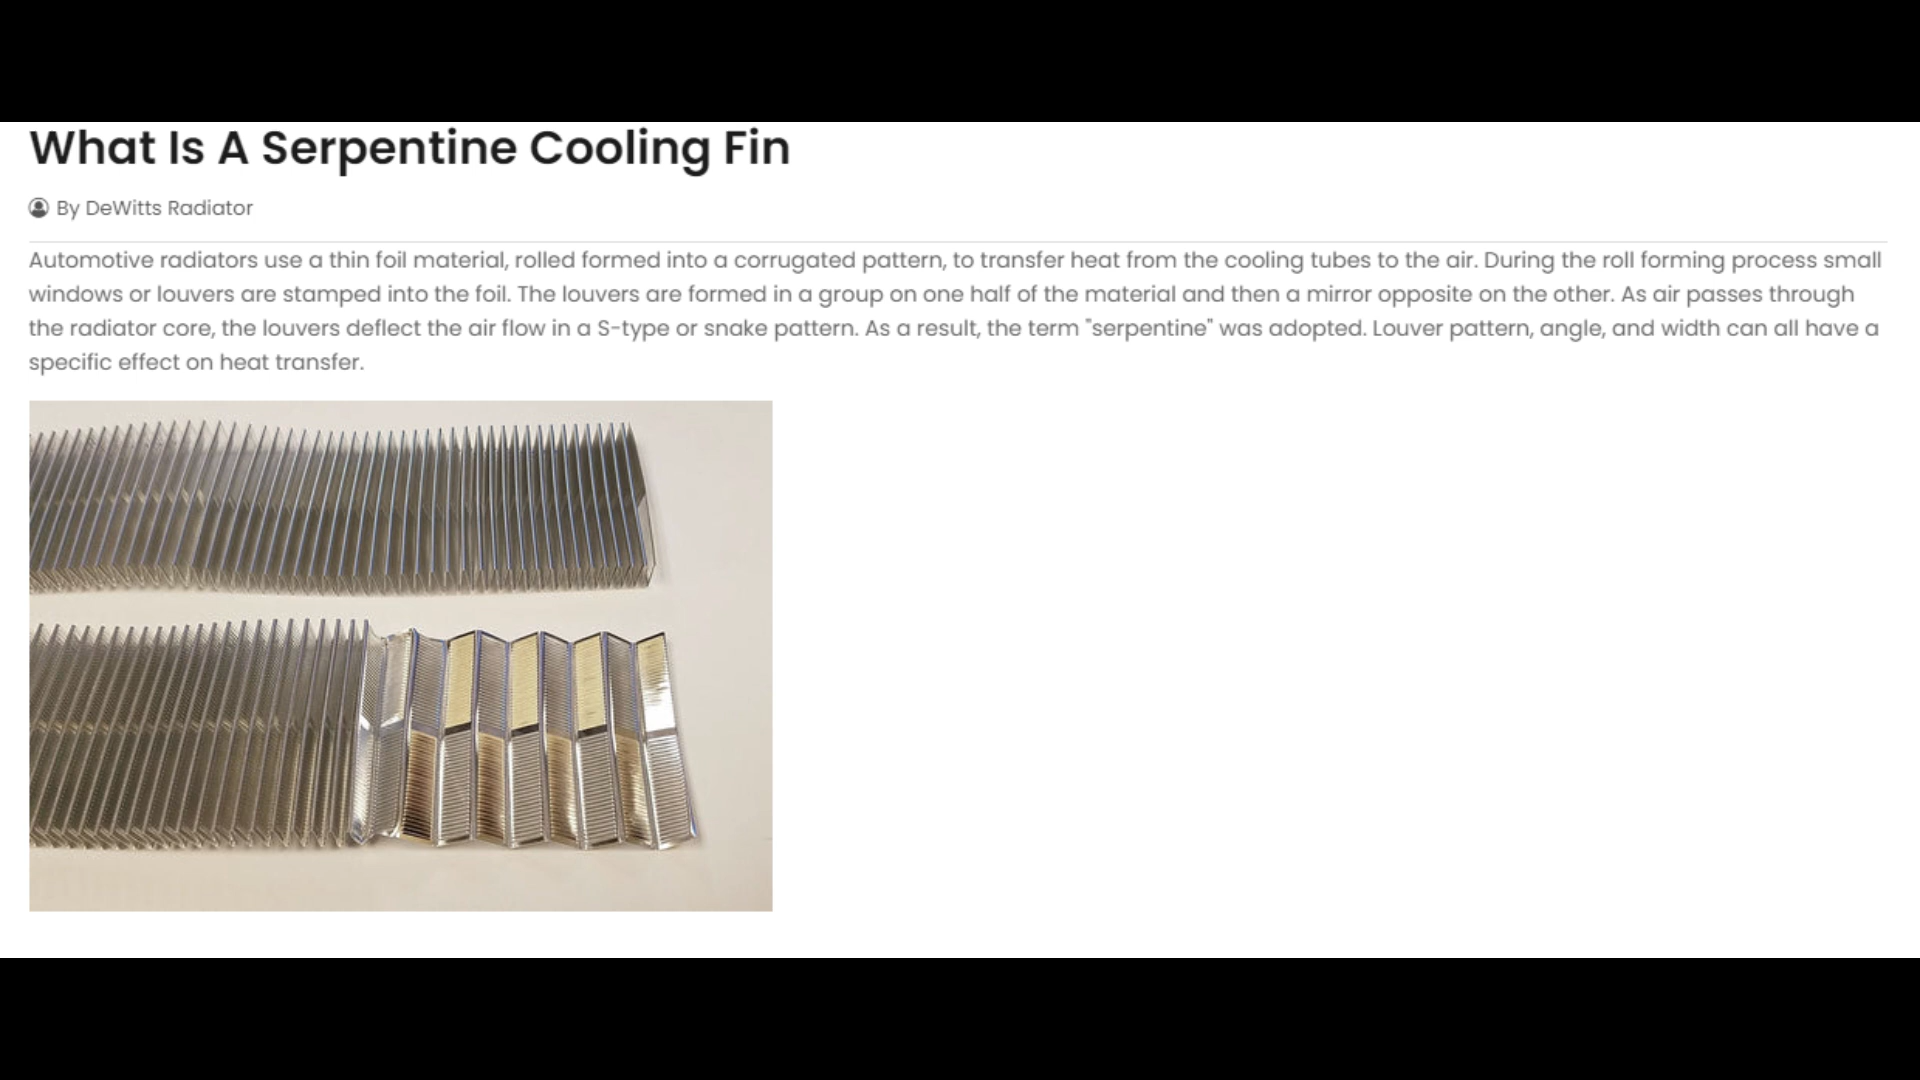 What Is A Serpentine Cooling Fin
By DeWitts Radiator
Automotive radiators use a thin foil material, rolled formed into a corrugated pattern, to transfer heat from the cooling tubes to the air. During the roll forming process small
windows or louvers are stamped into the foil. The louvers are formed in a group on one half of the material and then a mirror opposite on the other. As air passes through
the radiator core, the louvers deflect the air flow in a S-type or snake pattern. As a result, the term "serpentine" was adopted. Louver pattern, angle, and width can all have a
specific effect on heat transfer.